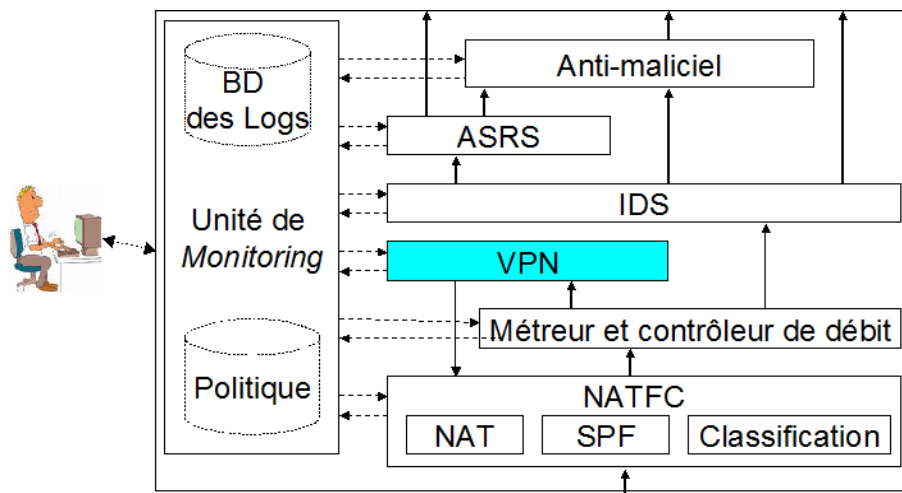 BD
des Logs
Unité de
Monitoring
Politique
Anti-maliciel
ASRS
IDS
VPN
Métreur et contrôleur de débit
NATFC
NAT
SPF
Classification